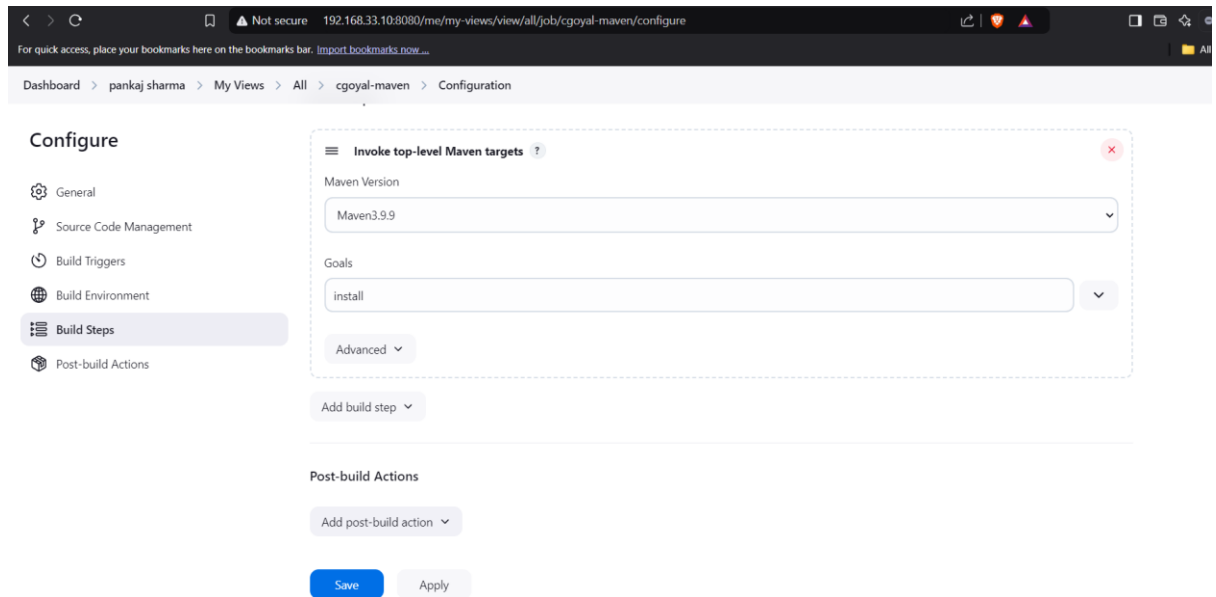 Not secure 192.168.33.10:8080/me/my-views/view/all/job/cgoyal-maven/configure
For quick access, place your bookmarks here on the bookmarks bar. Import bookmarks now ...
All
Dashboard > pankaj sharma > My Views > All > cgoyal-maven > Configuration
Configure
General
Source Code Management
Build Triggers
Build Environment
Build Steps
Post-build Actions
Invoke top-level Maven targets ?
Maven Version
Maven3.9.9
Goals
install
Advanced
Add build step
Post-build Actions
Add post-build action
Save Apply